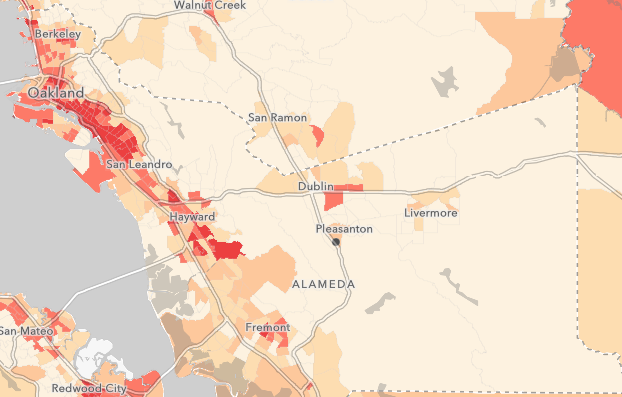 Walnut Creek
Berkeley
Oakland
San Ramon
San Leandro
Dublin
Hayward
Livermore
Pleasanton
ALAMEDA
Fremont
San Mateo
Redwood City